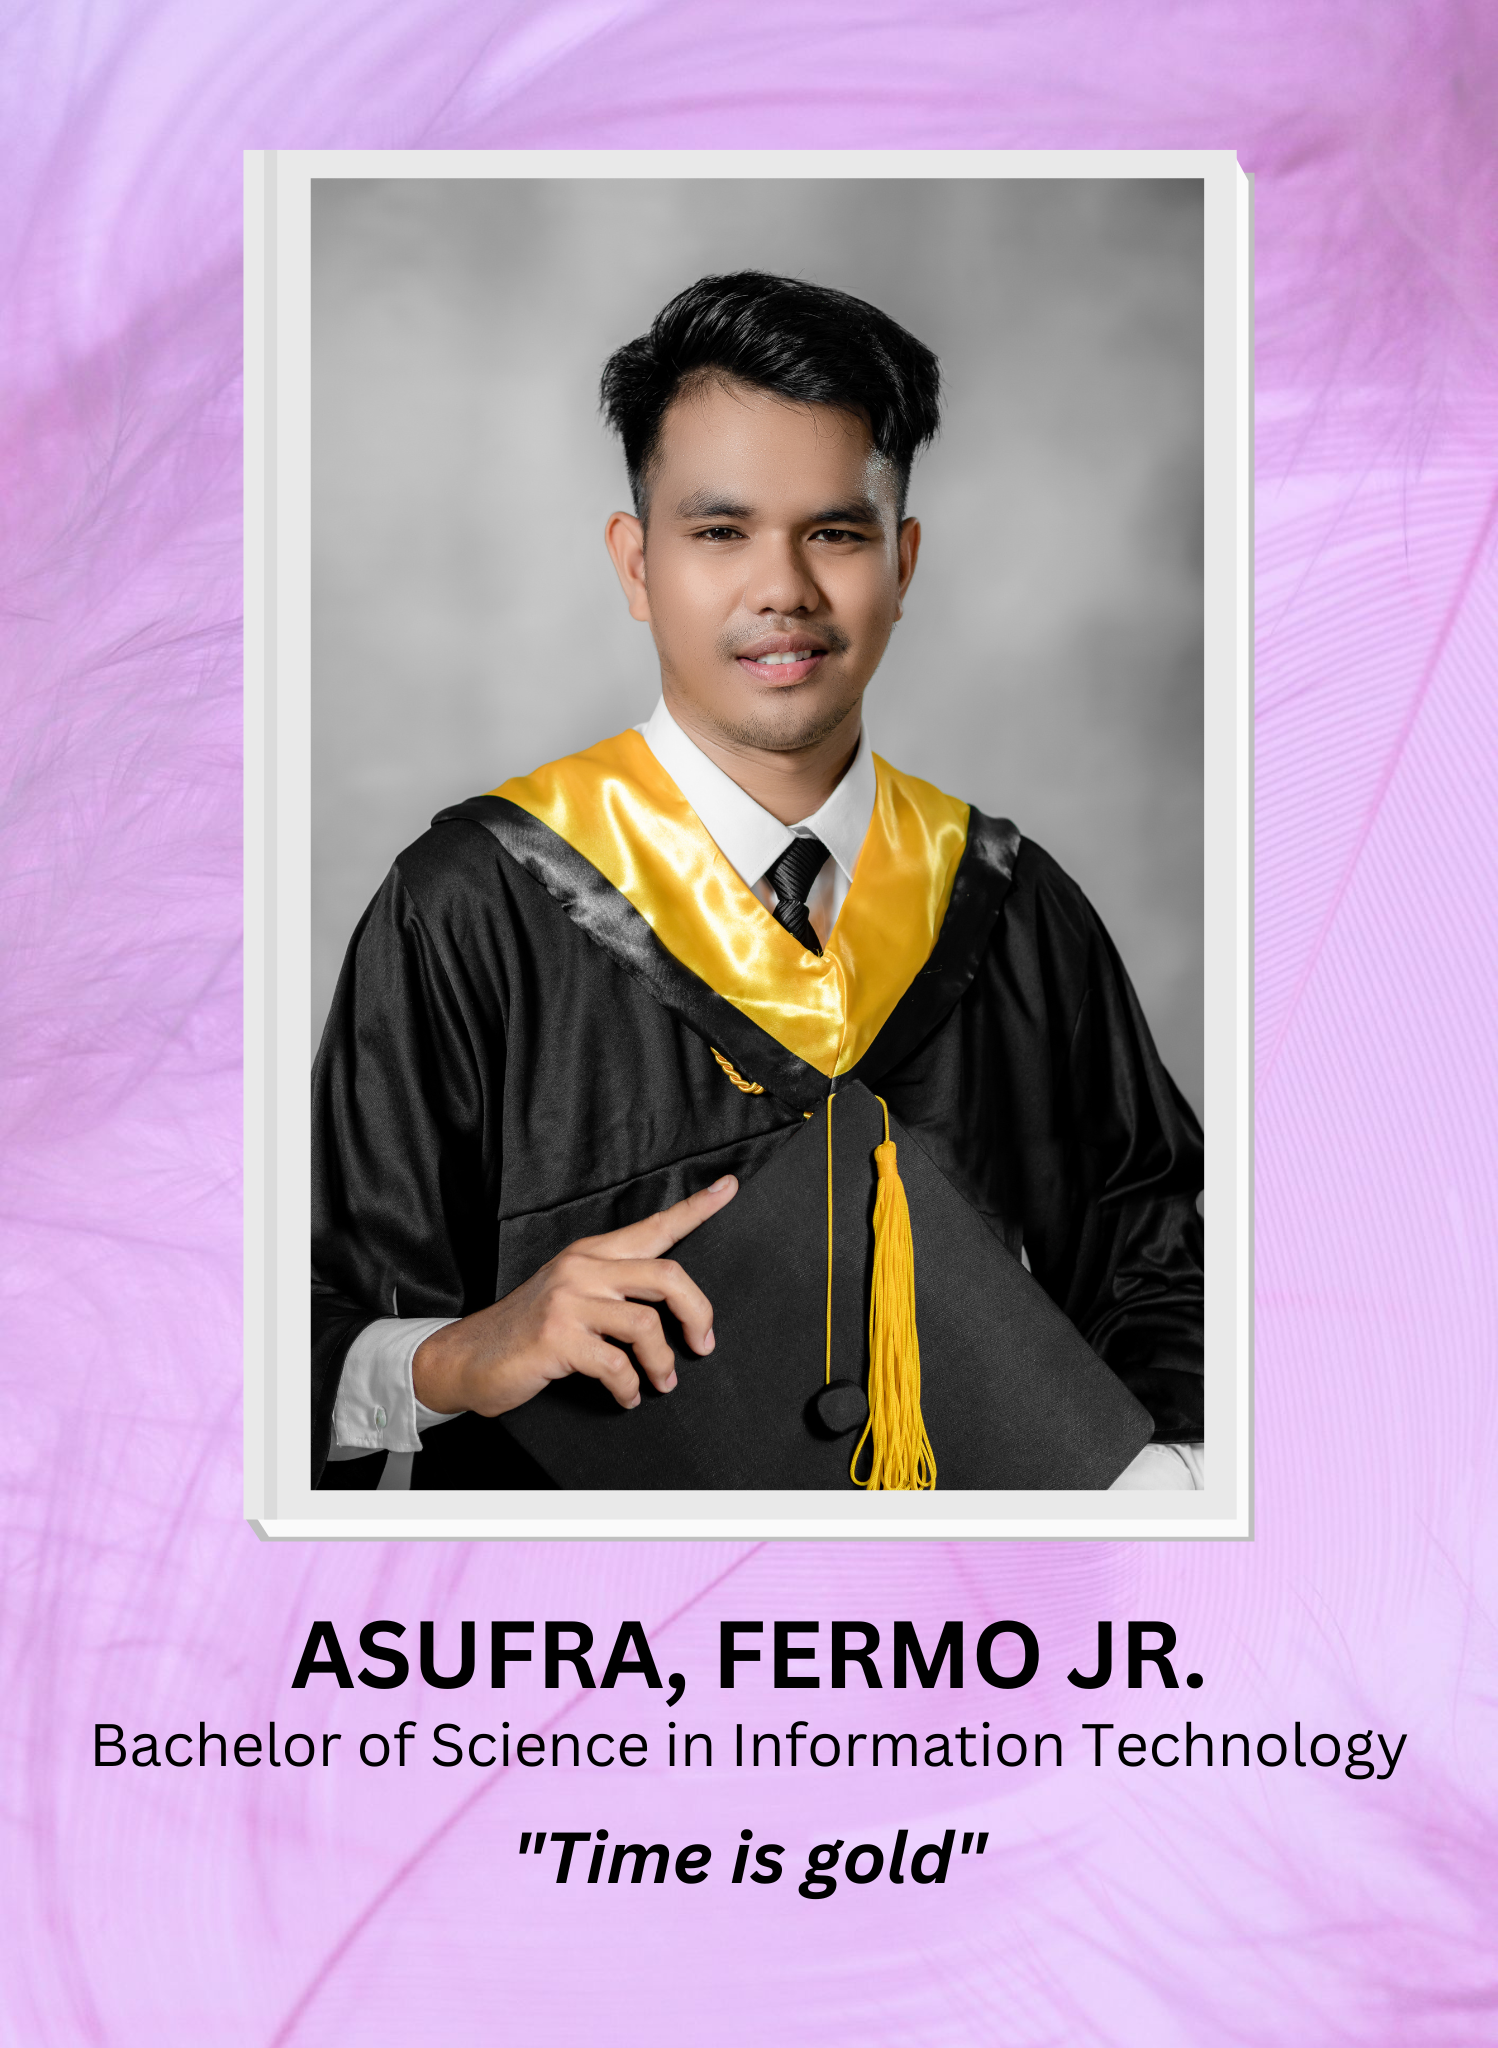 ASUFRA, FERMO JR.
Bachelor of Science in Information Technology
"Time is gold"